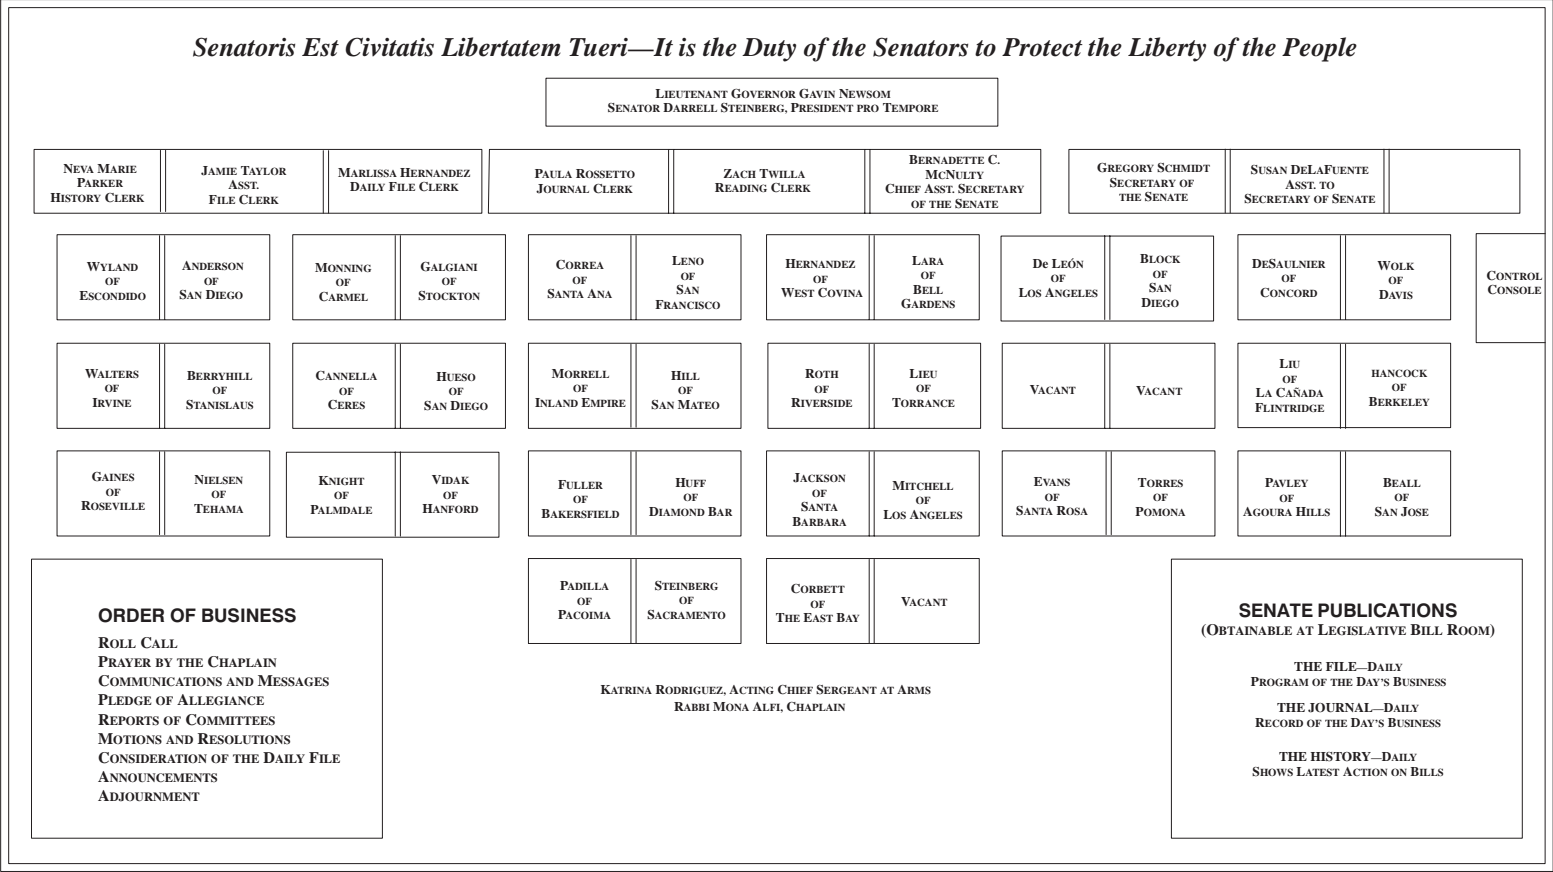 Senatoris Est Civitatis Libertatem Tueri—It is the Duty of the Senators to Protect the Liberty of the People
Lieutenant Governor Gavin Newsom
Senator Darrell Steinberg, President pro Tempore
Neva Marie
Parker
History Clerk
Jamie Taylor
Asst.
File Clerk
Marlissa Hernandez
Daily File Clerk
Paula Rossetto
Journal Clerk
Zach Twilla
Reading Clerk
Bernadette C.
McNulty
Chief Asst. Secretary
of the Senate
Gregory Schmidt
Secretary of
the Senate
Susan DeLaFuente
Asst. to
Secretary of Senate
Wyland
of
Escondido
Anderson
of
San Diego
Monning
of
Carmel
Galgiani
of
Stockton
Correa
of
Santa Ana
Leno
of
San
Francisco
Hernandez
of
West Covina
Lara
of
Bell
Gardens
De León
of
Los Angeles
Block
of
San
Diego
DeSaulnier
of
Concord
Wolk
of
Davis
Control
Console
Walters
of
Irvine
Berryhill
of
Stanislaus
Cannella
of
Ceres
Hueso
of
San Diego
Morrell
of
Inland Empire
Hill
of
San Mateo
Roth
of
Riverside
Lieu
of
Torrance
Vacant
Vacant
Liu
of
La Cañada
Flintridge
hancock
of
Berkeley
Gaines
of
Roseville
Nielsen
of
Tehama
Knight
of
Palmdale
Vidak
of
Hanford
Fuller
of
Bakersfield
Huff
of
Diamond Bar
Jackson
of
Santa
Barbara
Mitchell
of
Los Angeles
Evans
of
Santa Rosa
Torres
of
Pomona
Pavley
of
Agoura Hills
Beall
of
San Jose
Padilla
of
Pacoima
Steinberg
of
Sacramento
Corbett
of
The East Bay
Vacant
ORDER OF BUSINESS
Roll Call
Prayer by the Chaplain
Communications and Messages
Pledge of Allegiance
Reports of Committees
Motions and Resolutions
Consideration of the Daily File
Announcements
Adjournment
Katrina Rodriguez, Acting Chief Sergeant at Arms
Rabbi Mona Alfi, Chaplain
SENATE PUBLICATIONS
(Obtainable at Legislative Bill Room)
THE FILE—Daily
Program of the Day's Business
THE JOURNAL—Daily
Record of the Day's Business
THE HISTORY—Daily
Shows Latest Action on Bills